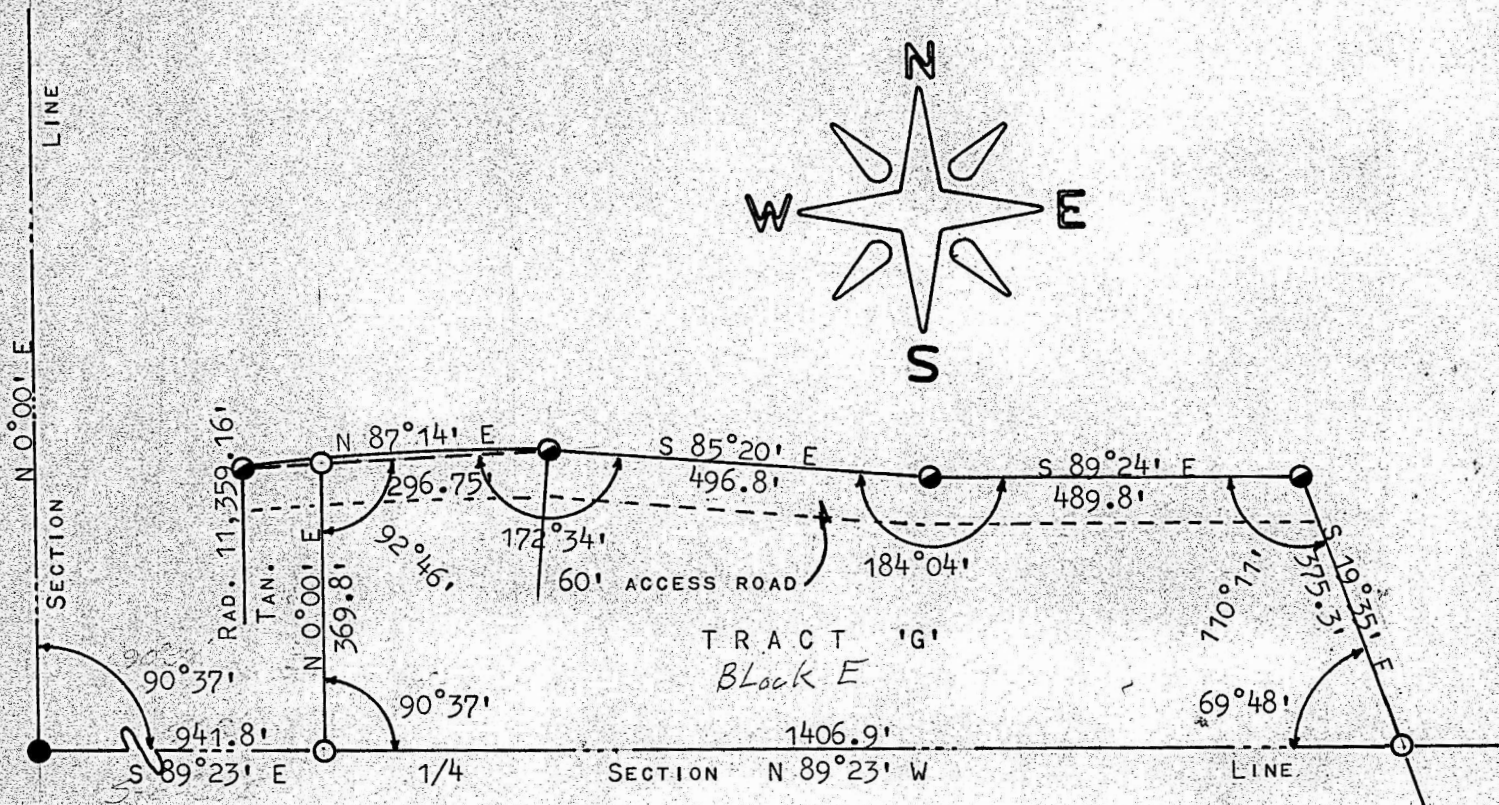 N
W E
S
LINE
N 0°00' E
SECTION
RAD. 11,359.16'
TAN.
N 87°14' E
296.75'
S 85°20' E
496.8'
S 89°24' E
489.8'
N 0°00' E
369.8'
92°46'
172°34'
184°04'
110°11'
S 19°35' E
375.3'
60' ACCESS ROAD
TRACT 'G'
BLock E
90°37'
90°37'
69°48'
941.8'
1406.9'
S 89°23' E
1/4 SECTION N 89°23' W LINE